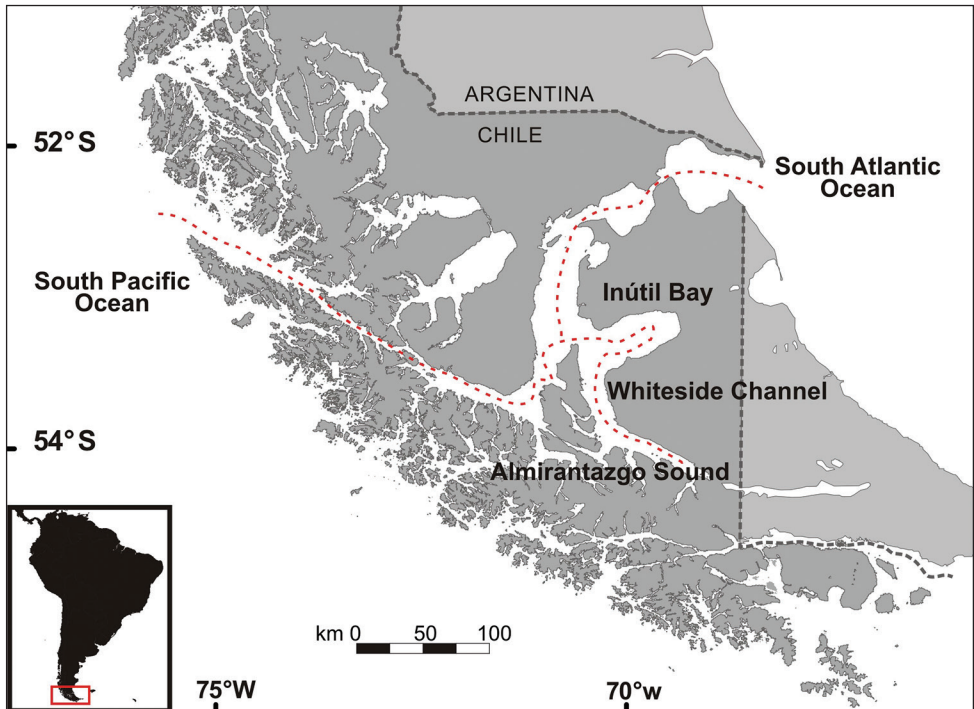 ARGENTINA
CHILE
52°S
South Atlantic
Ocean
South Pacific
Ocean
Inútil Bay
Whiteside Channel
54°S
Almirantazgo Sound
km 0 50 100
75°W
70°w